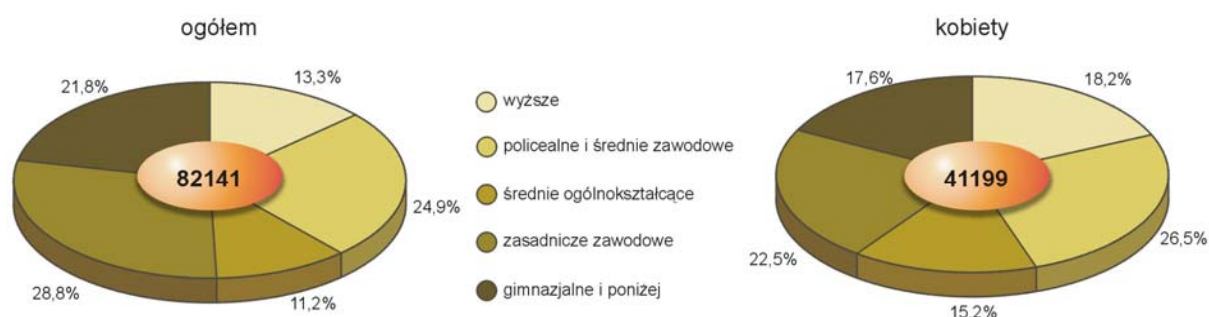 ogółem
13,3%
24,9%
11,2%
28,8%
21,8%
82141
wyższe
policealne i średnie zawodowe
średnie ogólnokształcące
zasadnicze zawodowe
gimnazjalne i poniżej
kobiety
18,2%
26,5%
15,2%
22,5%
17,6%
41199